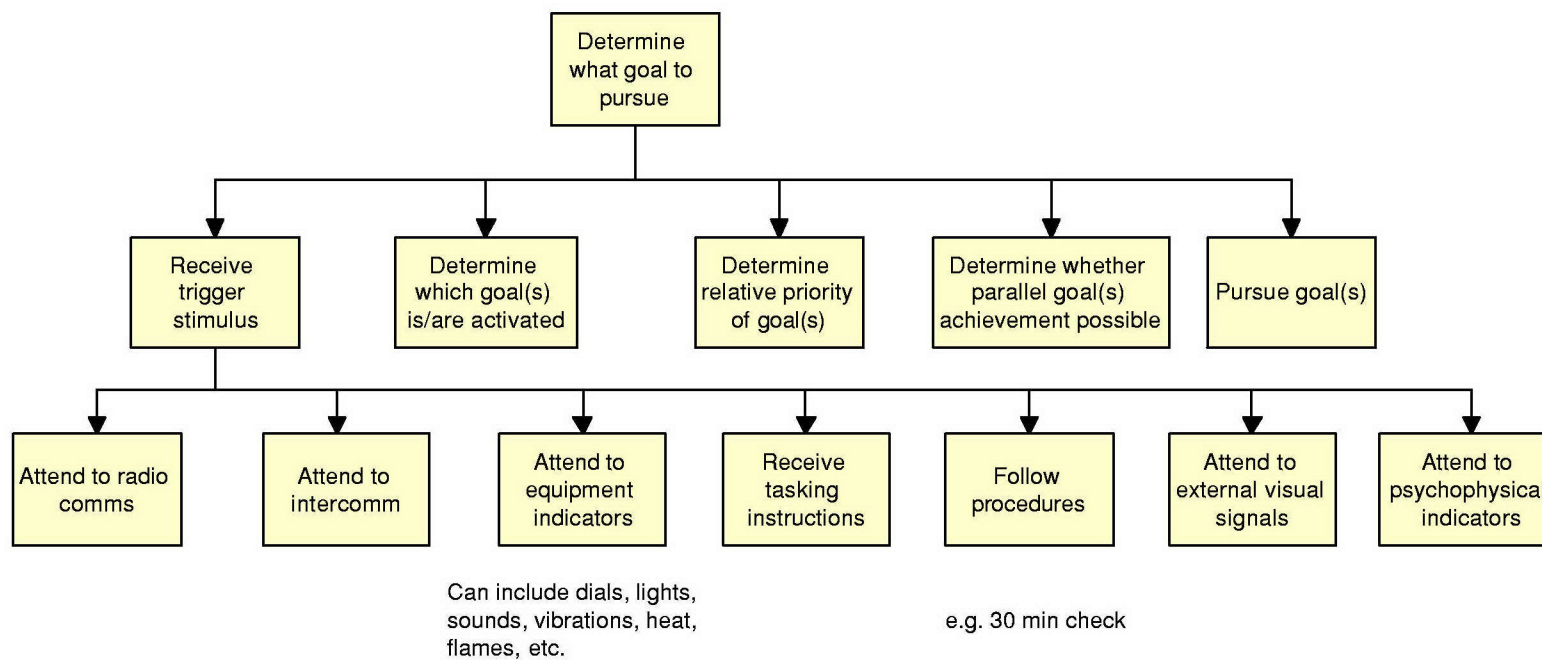 Determine
what goal to
pursue
Receive
trigger
stimulus
Determine
which goal(s)
is/are activated
Determine
relative priority
of goal(s)
Determine whether
parallel goal(s)
achievement possible
Pursue goal(s)
Attend to radio
comms
Attend to
intercomm
Attend to
equipment
indicators
Receive
tasking
instructions
Follow
procedures
Attend to
external visual
signals
Attend to
psychophysical
indicators
Can include dials, lights,
sounds, vibrations, heat,
flames, etc.
e.g. 30 min check